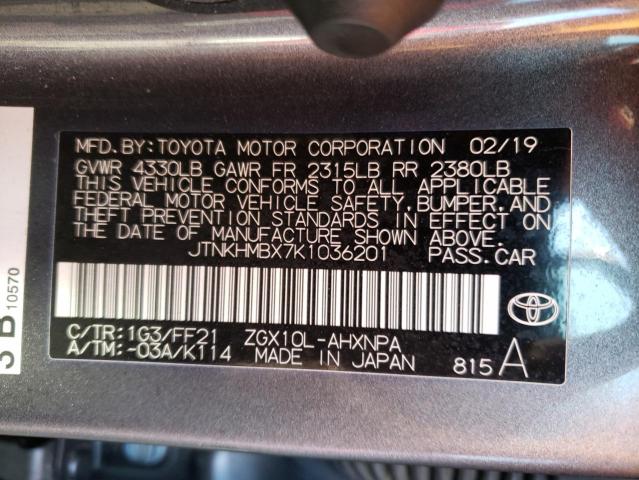 MFD. BY: TOYOTA MOTOR CORPORATION 02/19
GVWR 4330LB GAWR FR 2315LB RR 2380LB
THIS VEHICLE CONFORMS TO ALL APPLICABLE
FEDERAL MOTOR VEHICLE SAFETY, BUMPER, AND
THEFT PREVENTION STANDARDS IN EFFECT ON
THE DATE OF MANUFACTURE SHOWN ABOVE.
JTNKHMBX7K1036201 PASS. CAR
C/TR: 1G3/FF21 ZGX10L-AHXNPA
A/TM: -03A/K114 MADE IN JAPAN 815 A
10570